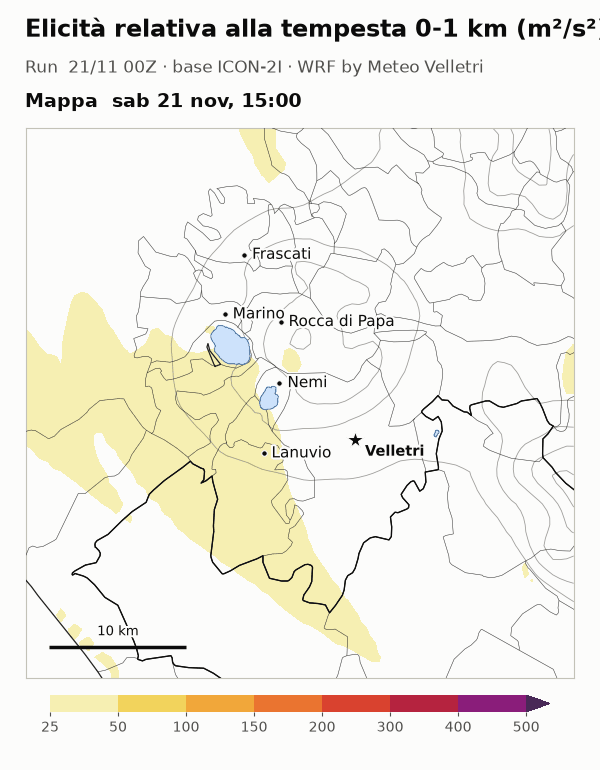 Elicità relativa alla tempesta 0-1 km (m²/s²)
Run  21/11 00Z · base ICON-2I · WRF by Meteo Velletri
Mappa  sab 21 nov, 15:00
Frascati
Marino
Rocca di Papa
Nemi
Velletri
Lanuvio
10 km
25 50 100 150 200 300 400 500